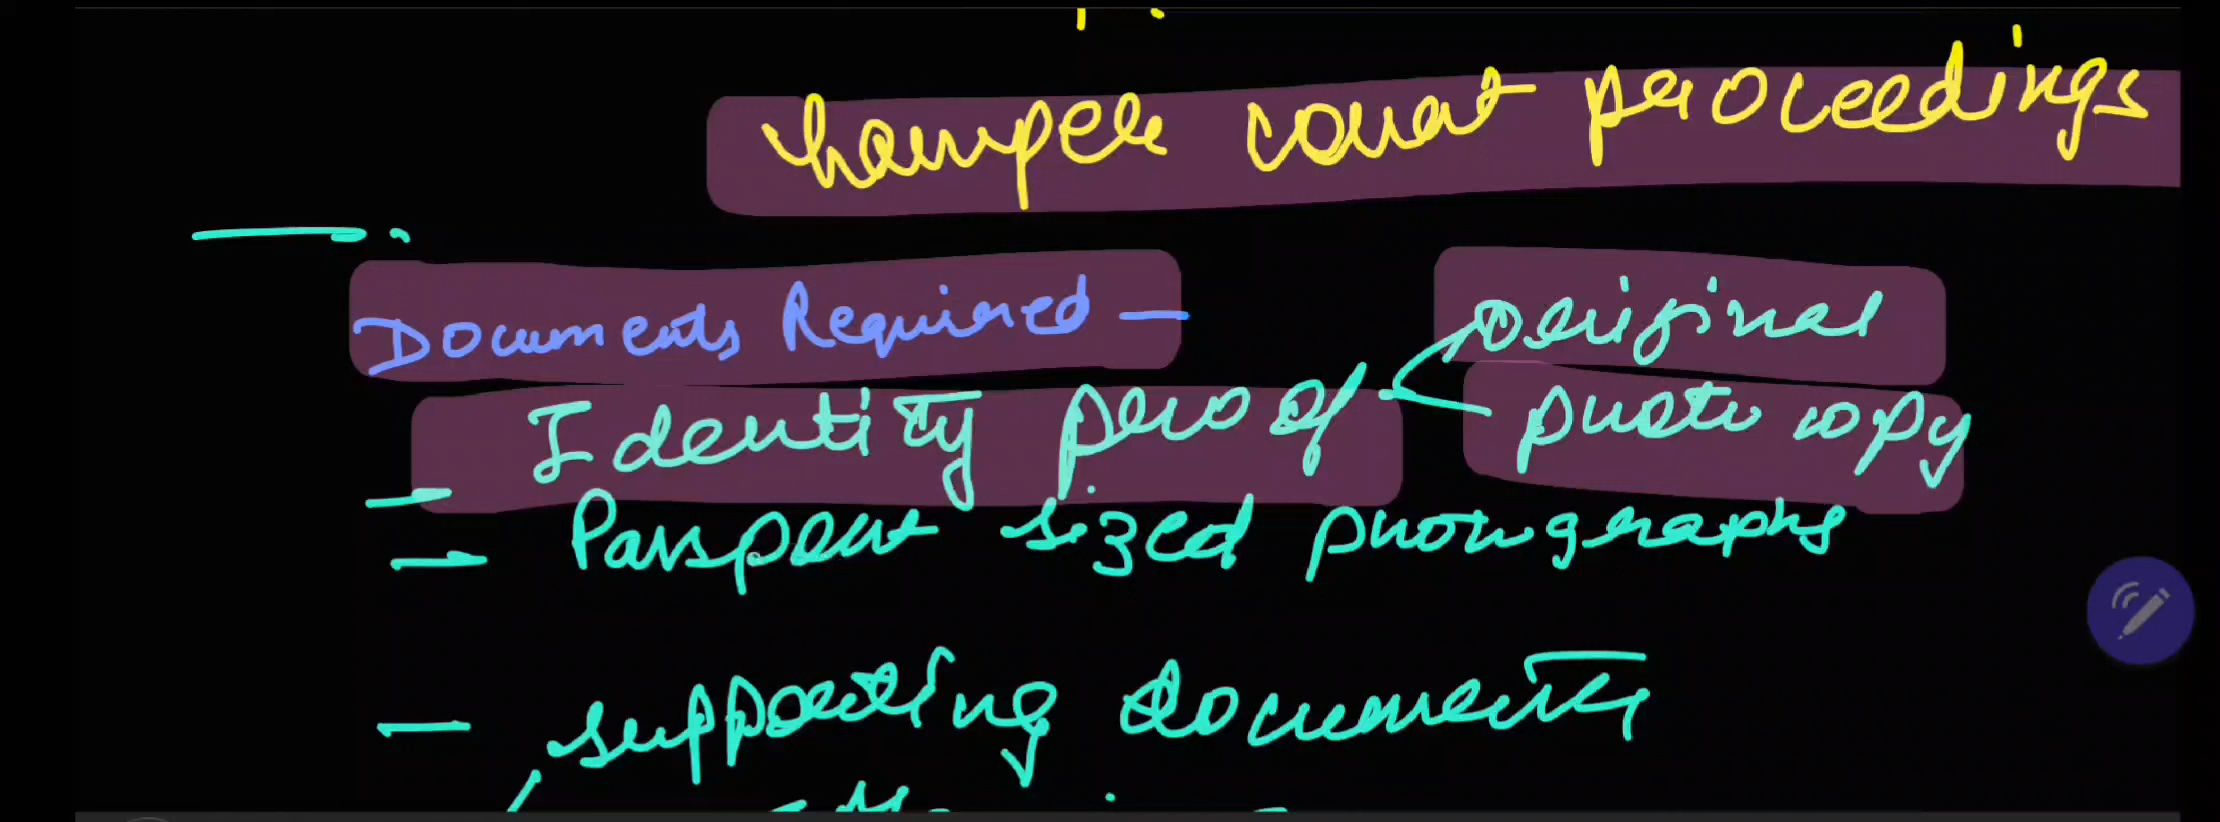 hamper court proceedings
Documents Required —
original
Identity proof
photo copy
— Passport sized photographs
— supporting documents